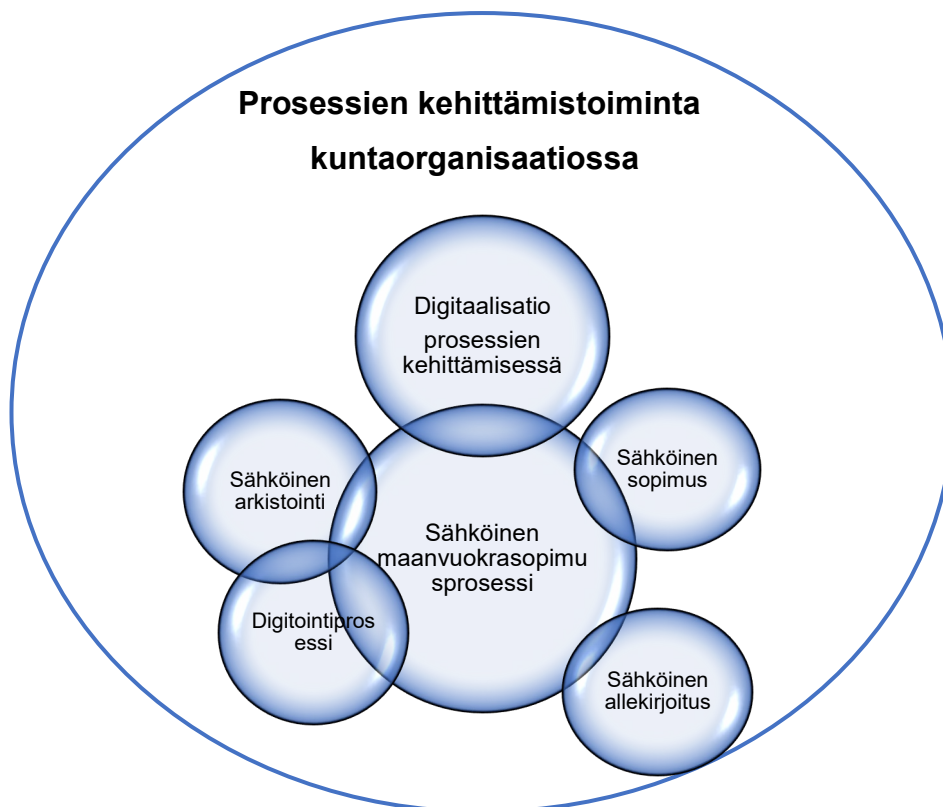 Prosessien kehittämistoiminta
kuntaorganisaatiossa
Digitaalisatio
prosessien
kehittämisessä
Sähköinen
sopimus
Sähköinen
arkistointi
Sähköinen
maanvuokrasopimu
sprosessi
Digitointipros
essi
Sähköinen
allekirjoitus